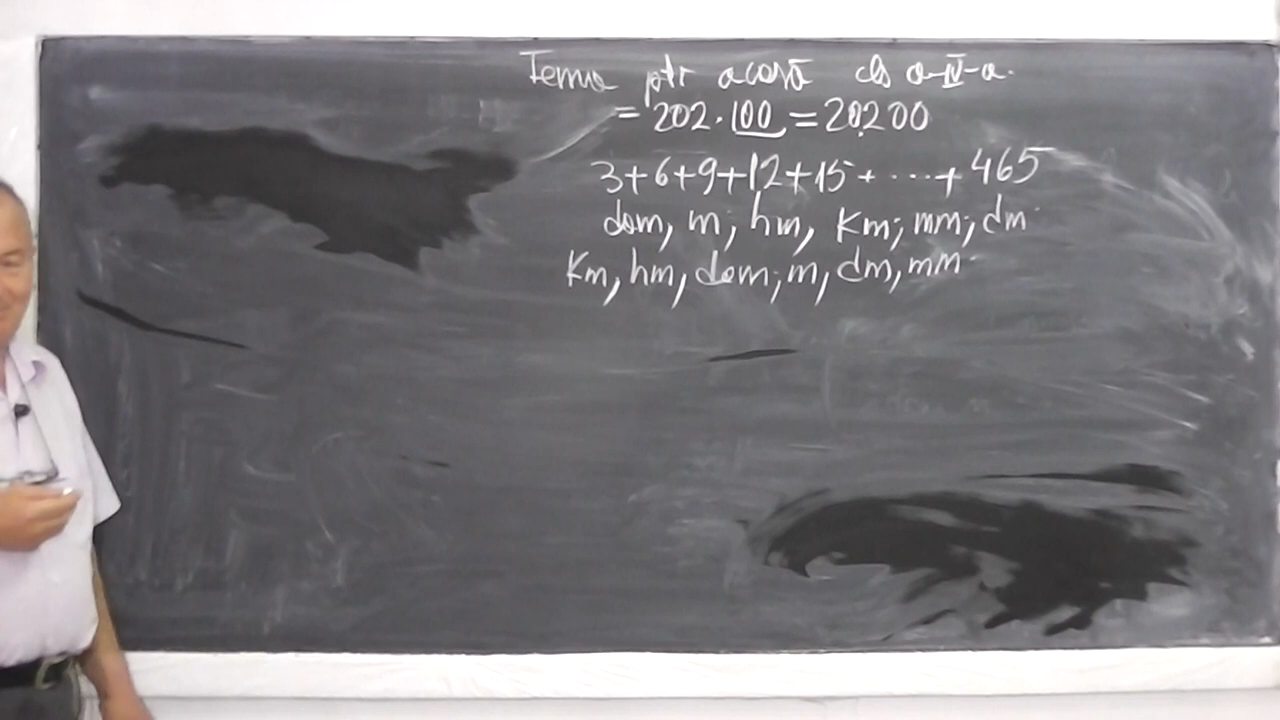 Tema ptr acasă cls a-IV-a.
= 202 · 100 = 20200
3+6+9+12+15+ ··· + 465
dam, m, hm, Km, mm, dm.
Km, hm, dam, m, dm, mm.